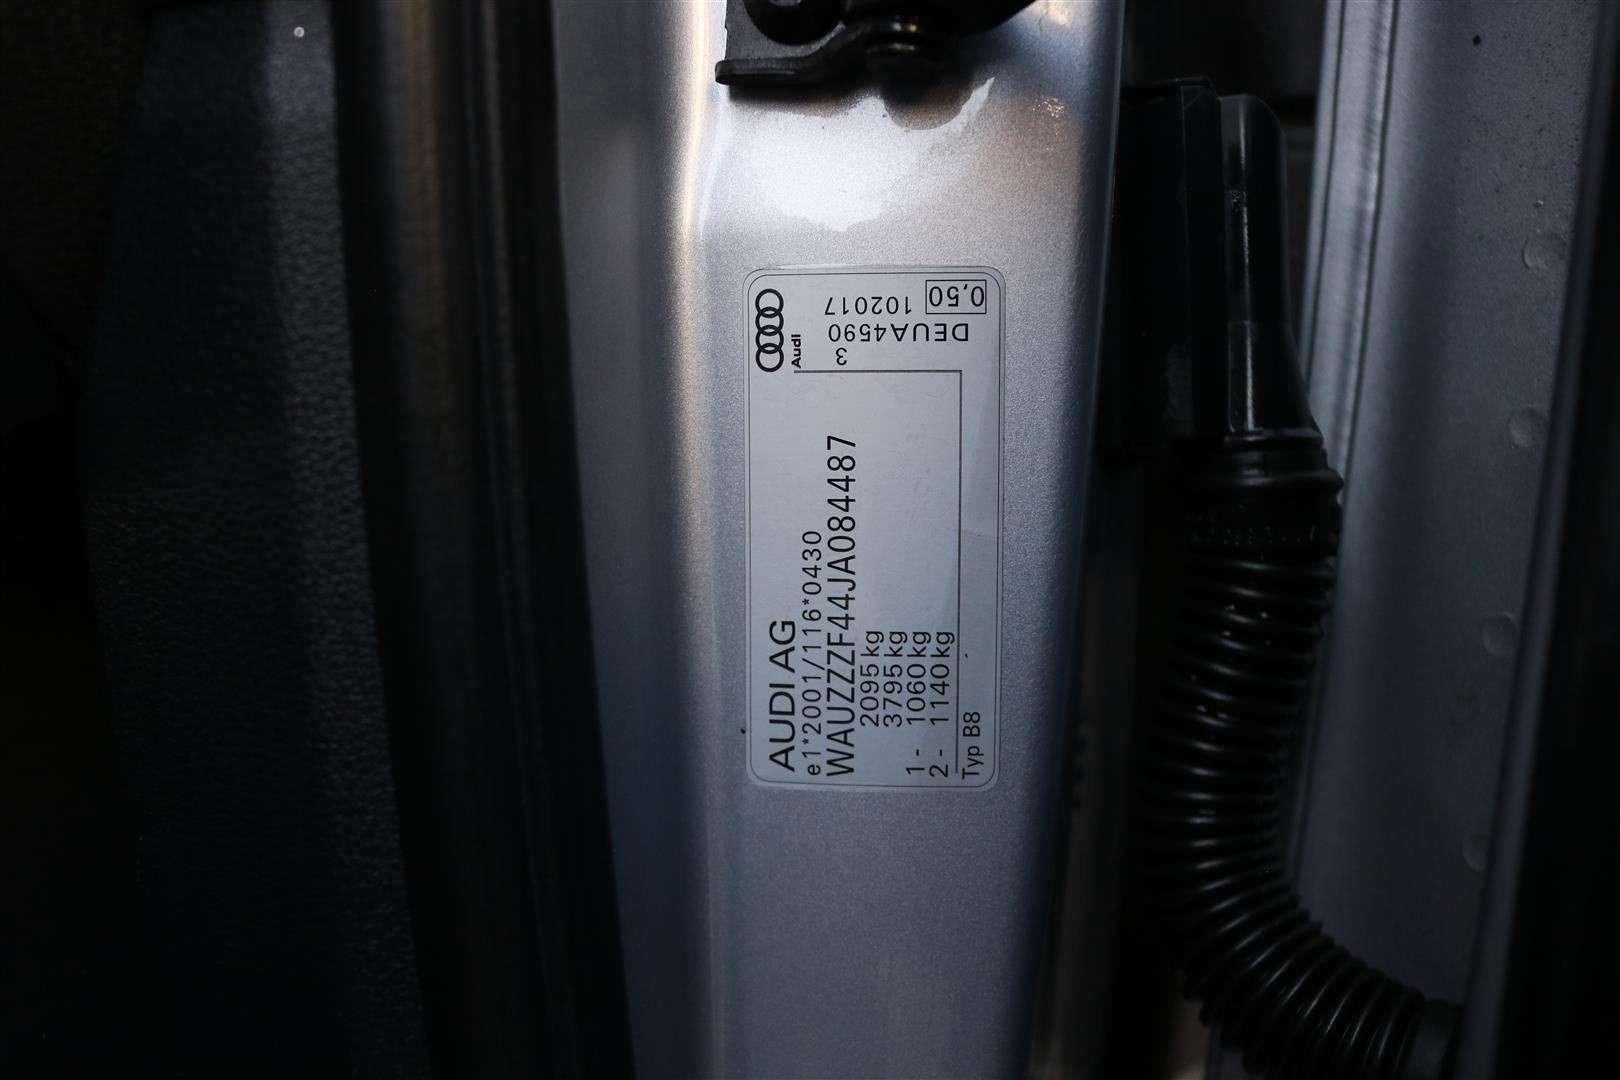 AUDI AG
e1*2001/116*0430
WAUZZZF44JA084487
2095 kg
3795 kg
1 - 1060 kg
2 - 1140 kg
Typ B8
Audi
3
DEUA4590
102017
0,50